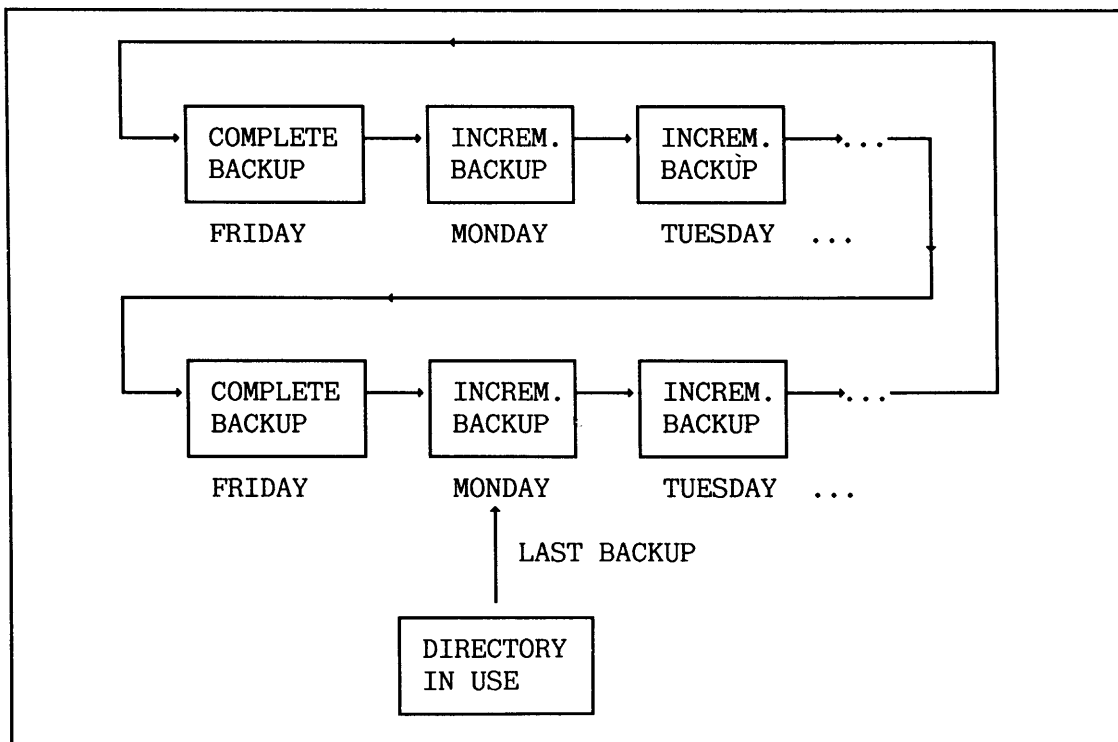 COMPLETE
BACKUP
INCREM.
BACKUP
INCREM.
BACKUP
...
FRIDAY
MONDAY
TUESDAY ...
COMPLETE
BACKUP
INCREM.
BACKUP
INCREM.
BACKUP
...
FRIDAY
MONDAY
TUESDAY ...
LAST BACKUP
DIRECTORY
IN USE